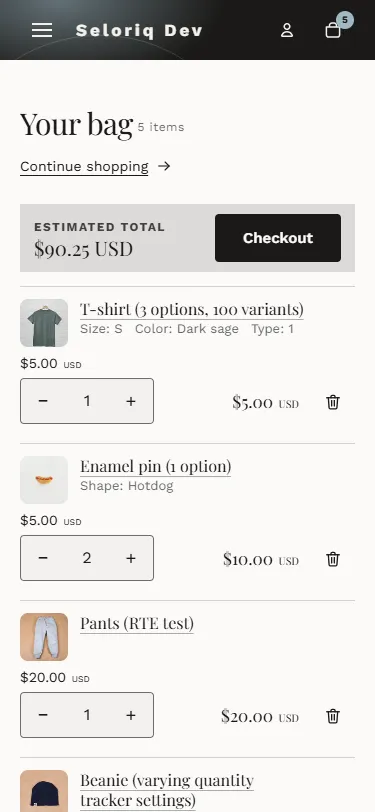 Seloriq Dev
5
Your bag 5 items
Continue shopping →
ESTIMATED TOTAL
$90.25 USD
Checkout
T-shirt (3 options, 100 variants)
Size: S Color: Dark sage Type: 1
$5.00 USD
− 1 +
$5.00 USD
Enamel pin (1 option)
Shape: Hotdog
$5.00 USD
− 2 +
$10.00 USD
Pants (RTE test)
$20.00 USD
− 1 +
$20.00 USD
Beanie (varying quantity
tracker settings)